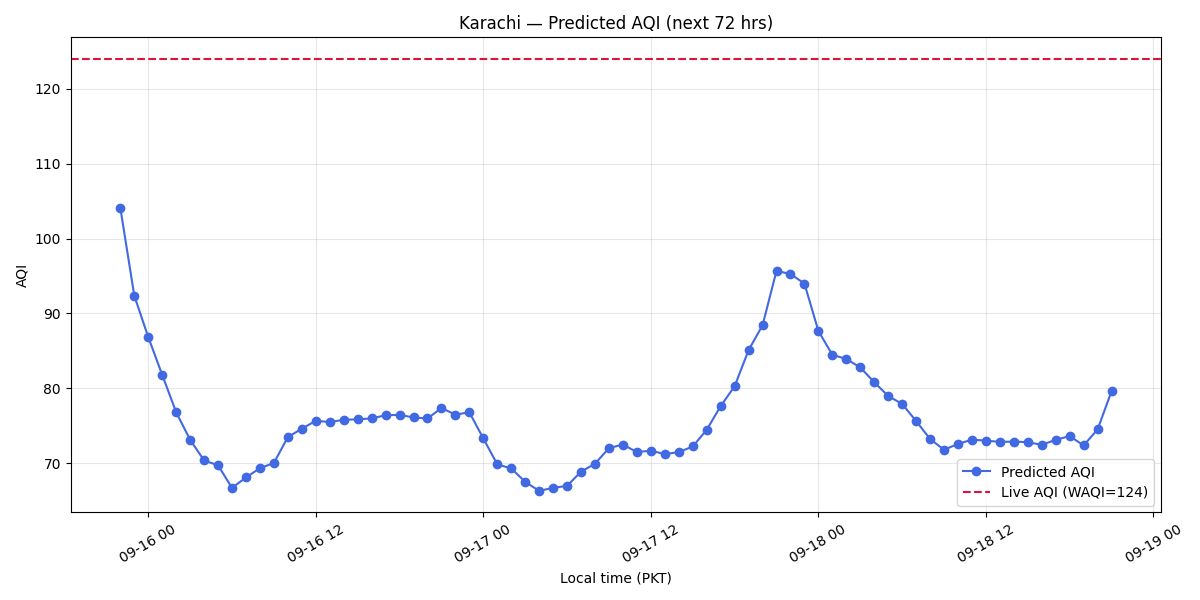 Karachi — Predicted AQI (next 72 hrs)
AQI
120
110
100
90
80
70
Predicted AQI
Live AQI (WAQI=124)
09-16 00
09-16 12
09-17 00
09-17 12
09-18 00
09-18 12
09-19 00
Local time (PKT)